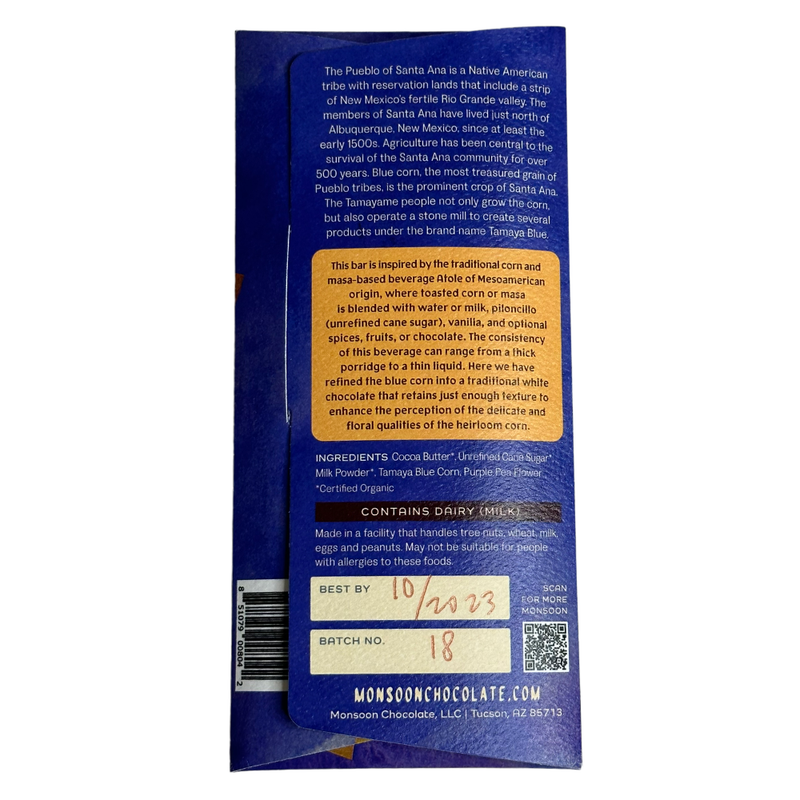 The Pueblo of Santa Ana is a Native American
tribe with reservation lands that include a strip
of New Mexico's fertile Rio Grande valley. The
members of Santa Ana have lived just north of
Albuquerque, New Mexico, since at least the
early 1500s. Agriculture has been central to the
survival of the Santa Ana community for over
500 years. Blue corn, the most treasured grain of
Pueblo tribes, is the prominent crop of Santa Ana.
The Tamayame people not only grow the corn,
but also operate a stone mill to create several
products under the brand name Tamaya Blue.
This bar is inspired by the traditional corn and
masa-based beverage Atole of Mesoamerican
origin, where toasted corn or masa
is blended with water or milk, piloncillo
(unrefined cane sugar), vanilla, and optional
spices, fruits, or chocolate. The consistency
of this beverage can range from a thick
porridge to a thin liquid. Here we have
refined the blue corn into a traditional white
chocolate that retains just enough texture to
enhance the perception of the delicate and
floral qualities of the heirloom corn.
INGREDIENTS Cocoa Butter*, Unrefined Cane Sugar*,
Milk Powder*, Tamaya Blue Corn, Purple Pea Flower
*Certified Organic
CONTAINS DAIRY (MILK)
Made in a facility that handles tree nuts, wheat, milk,
eggs and peanuts. May not be suitable for people
with allergies to these foods.
BEST BY 10/2023
SCAN
FOR MORE
MONSOON
BATCH NO. 18
MONSOONCHOCOLATE.COM
Monsoon Chocolate, LLC | Tucson, AZ 85713
8 51079 00804 2